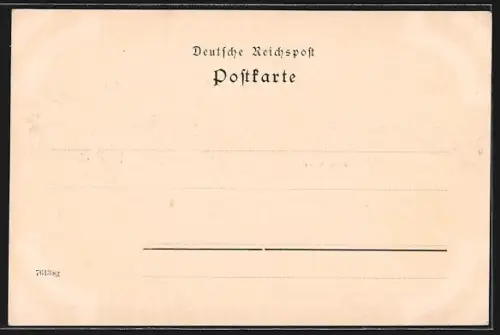 Deutsche Reichspost
Postkarte